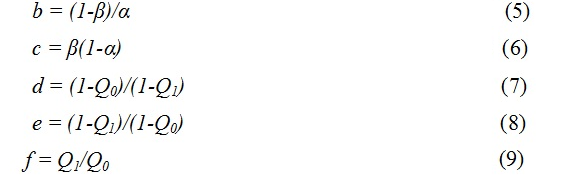 b = (1-β)/α (5)
c = β(1-α) (6)
d = (1-Q₀)/(1-Q₁) (7)
e = (1-Q₁)/(1-Q₀) (8)
f = Q₁/Q₀ (9)